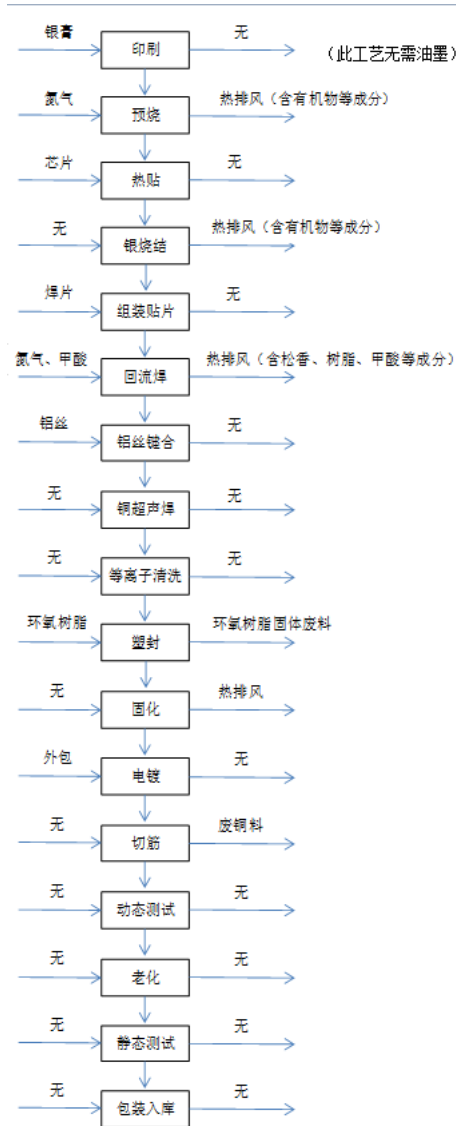 银膏 印刷 无 （此工艺无需油墨）
氮气 预烧 热排风（含有机物等成分）
芯片 热贴 无
无 银烧结 热排风（含有机物等成分）
焊片 组装贴片 无
氮气、甲酸 回流焊 热排风（含松香、树脂、甲酸等成分）
铝丝 铝丝键合 无
无 铜超声焊 无
无 等离子清洗 无
环氧树脂 塑封 环氧树脂固体废料
无 固化 热排风
外包 电镀 无
无 切筋 废铜料
无 动态测试 无
无 老化 无
无 静态测试 无
无 包装入库 无